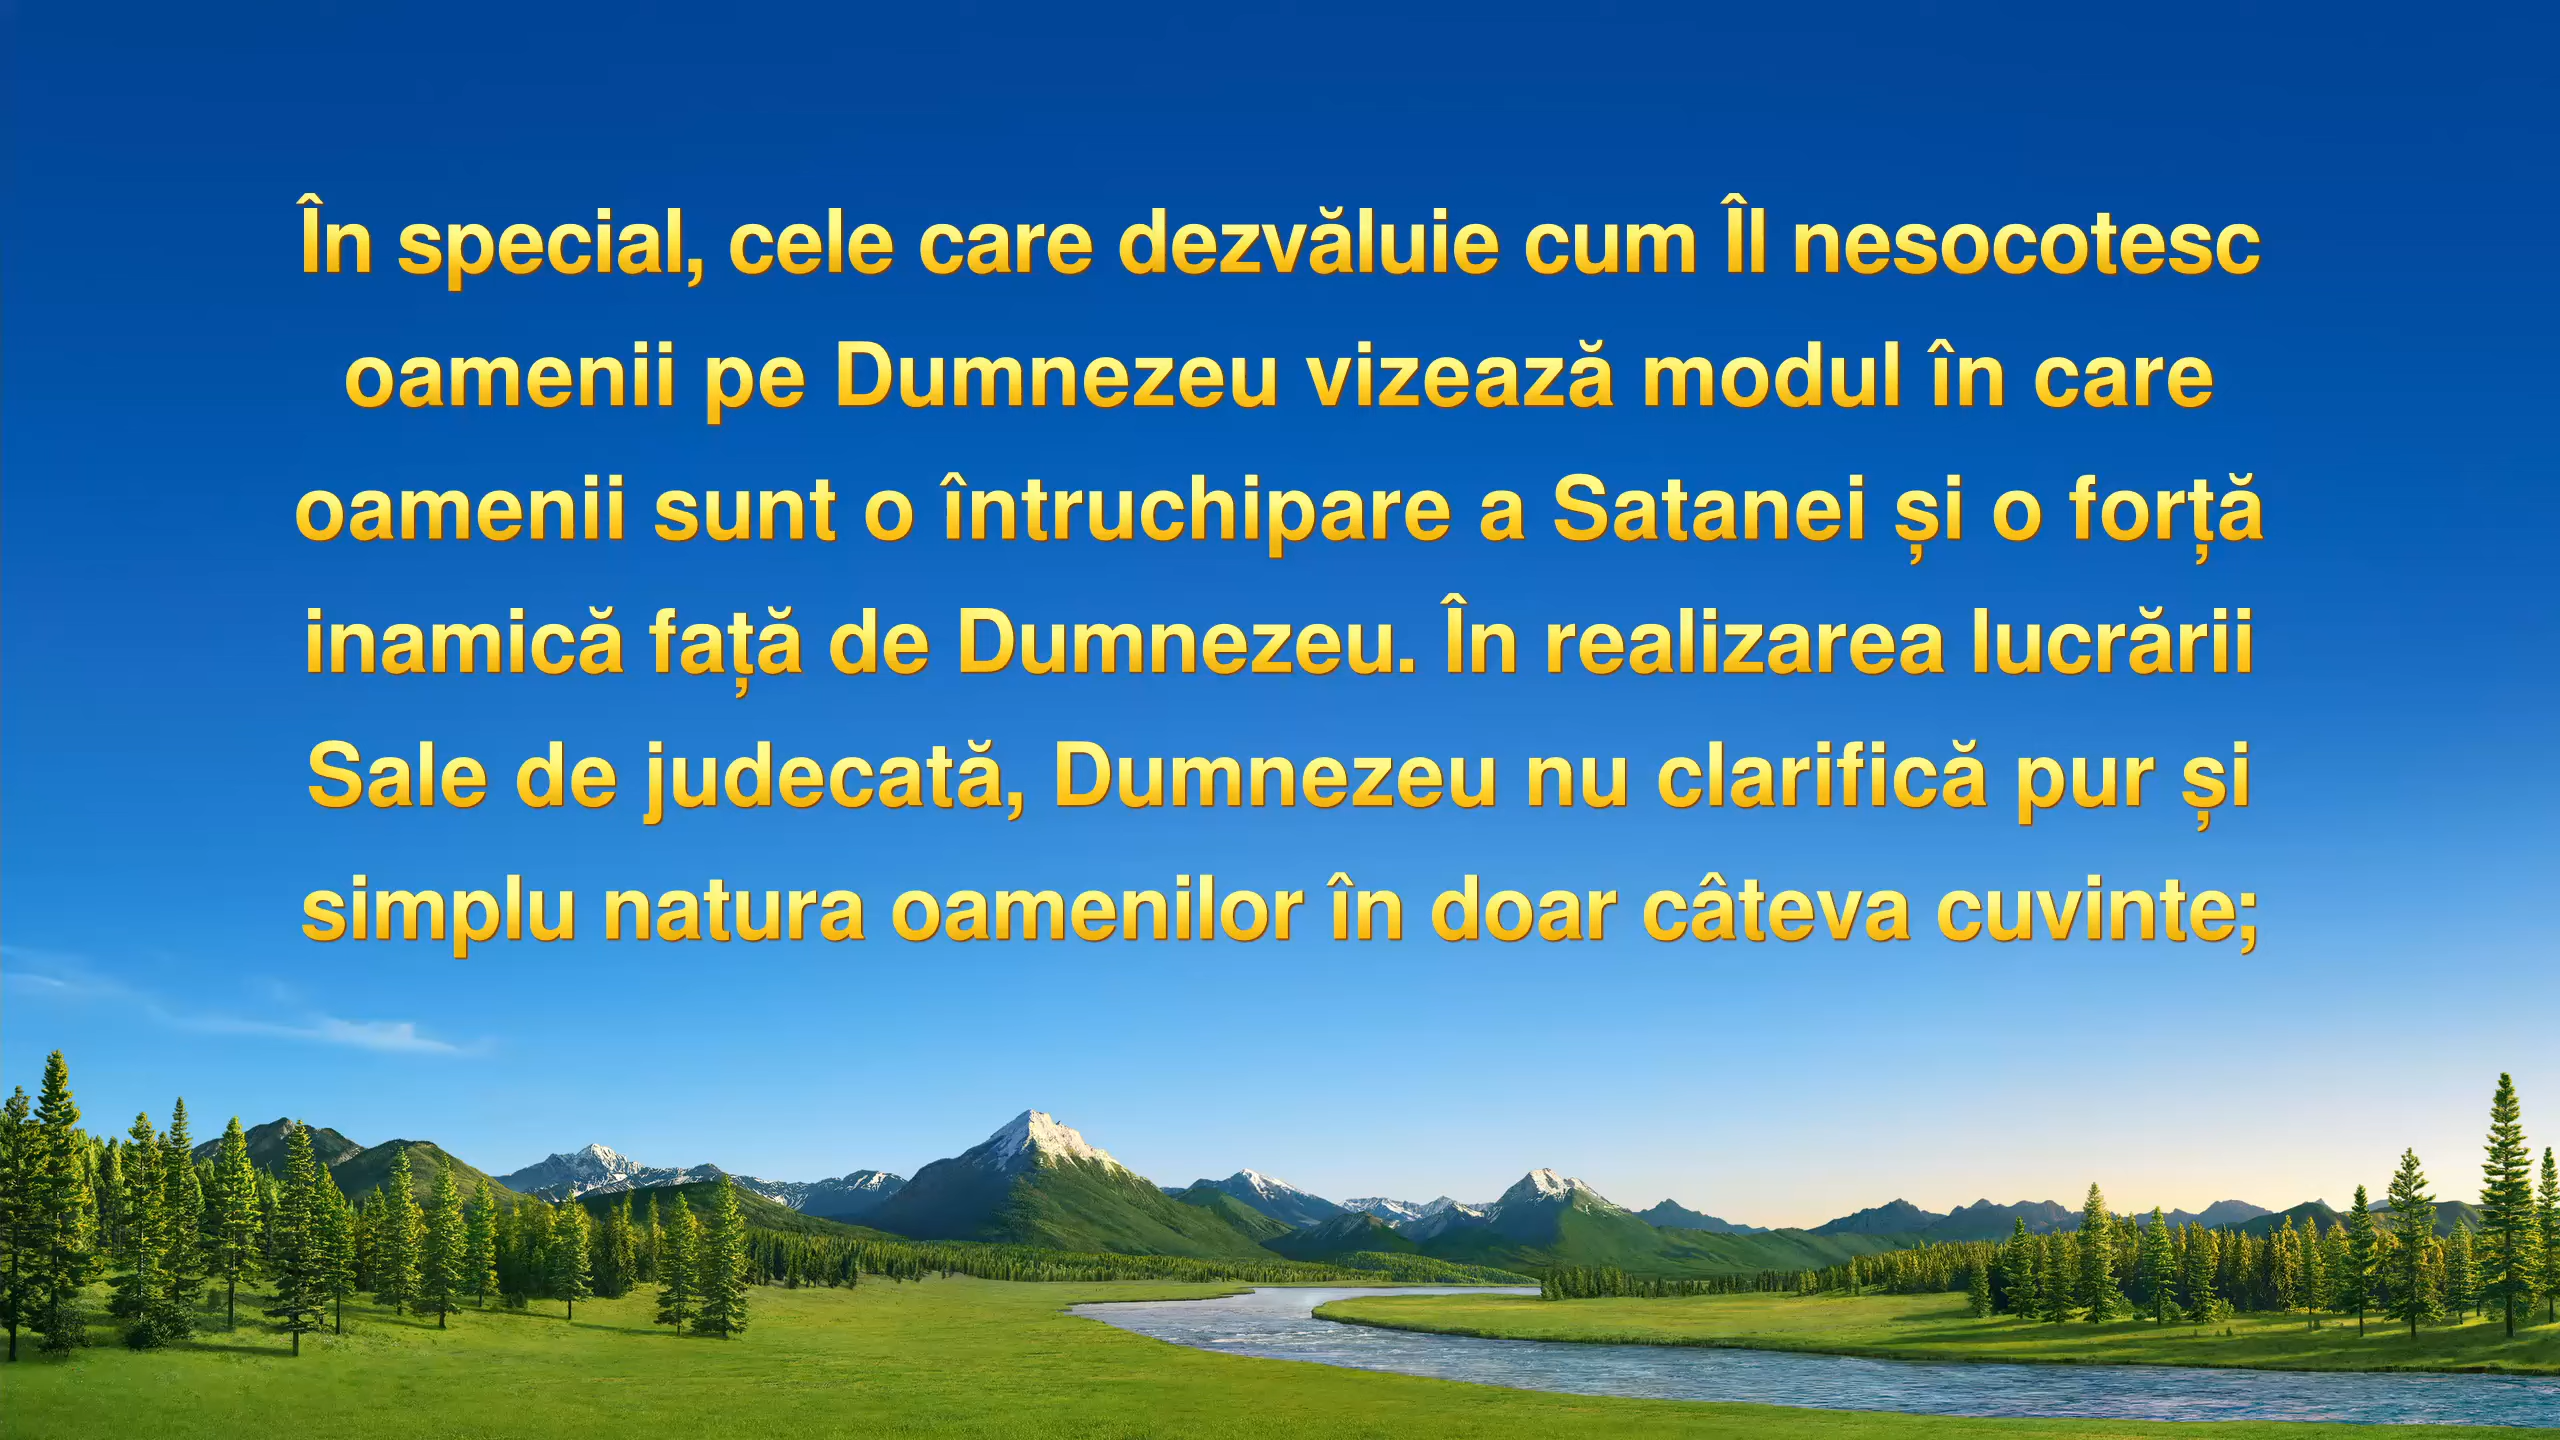 În special, cele care dezvăluie cum Îl nesocotesc
oamenii pe Dumnezeu vizează modul în care
oamenii sunt o întruchipare a Satanei și o forță
inamică față de Dumnezeu. În realizarea lucrării
Sale de judecată, Dumnezeu nu clarifică pur și
simplu natura oamenilor în doar câteva cuvinte;